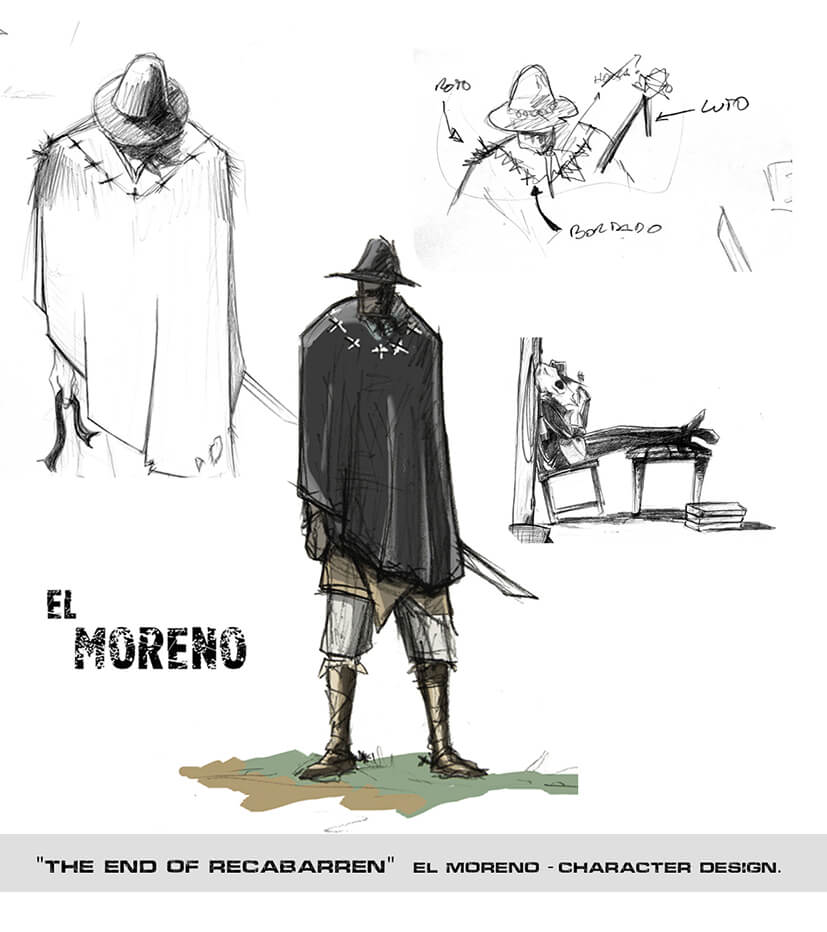 ROTO
LUTO
BORDADO
EL
MORENO
"THE END OF RECABARREN" EL MORENO - CHARACTER DESIGN.